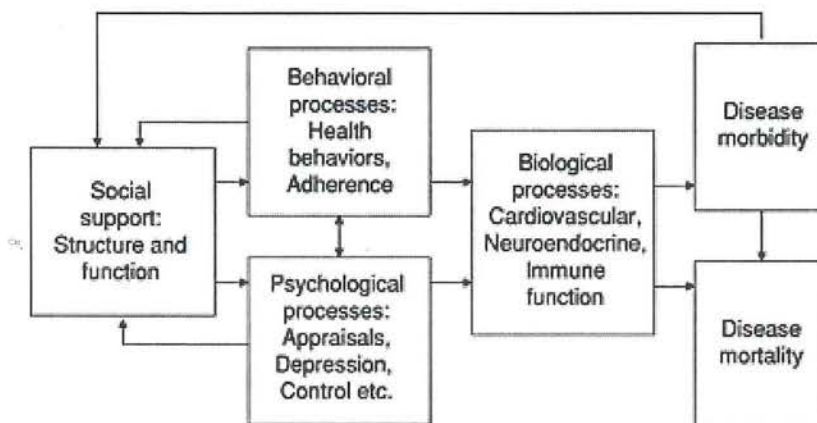 Behavioral
processes:
Health
behaviors,
Adherence
Social
support:
Structure and
function
Psychological
processes:
Appraisals,
Depression,
Control etc.
Biological
processes:
Cardiovascular,
Neuroendocrine,
Immune
function
Disease
morbidity
Disease
mortality